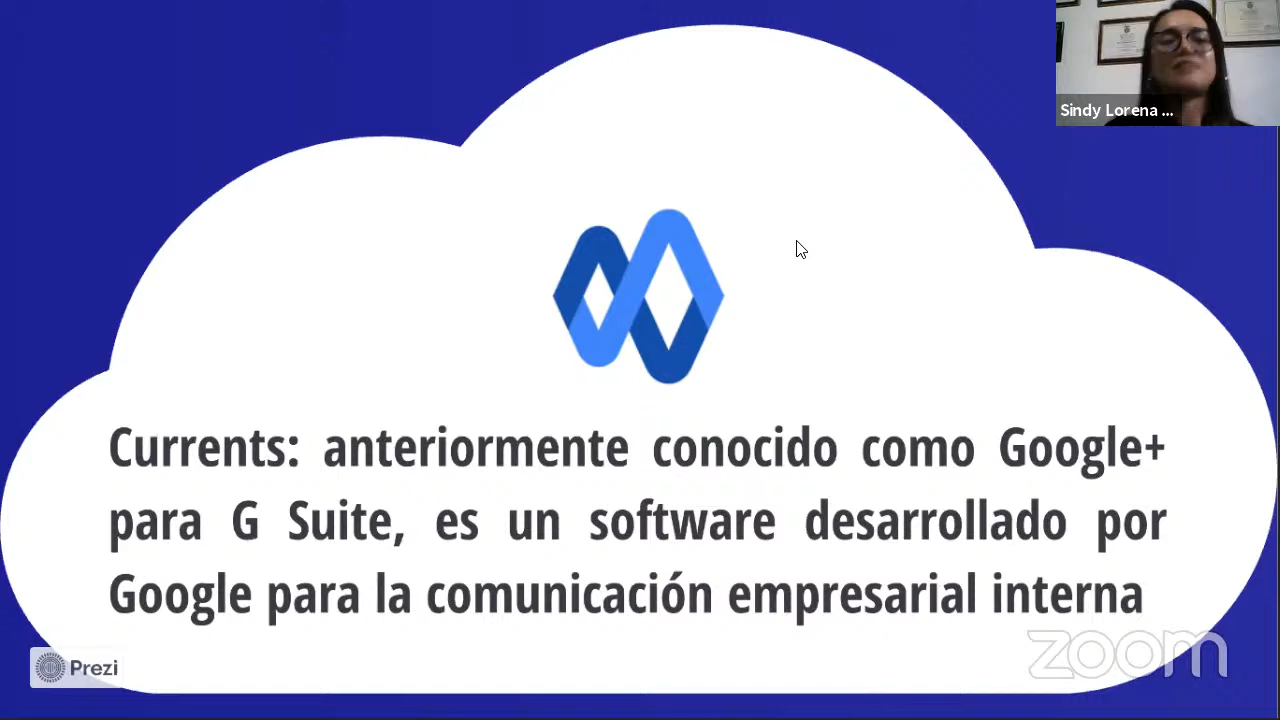 Sindy Lorena ...
Currents: anteriormente conocido como Google+
para G Suite, es un software desarrollado por
Google para la comunicación empresarial interna
zoom
Prezi